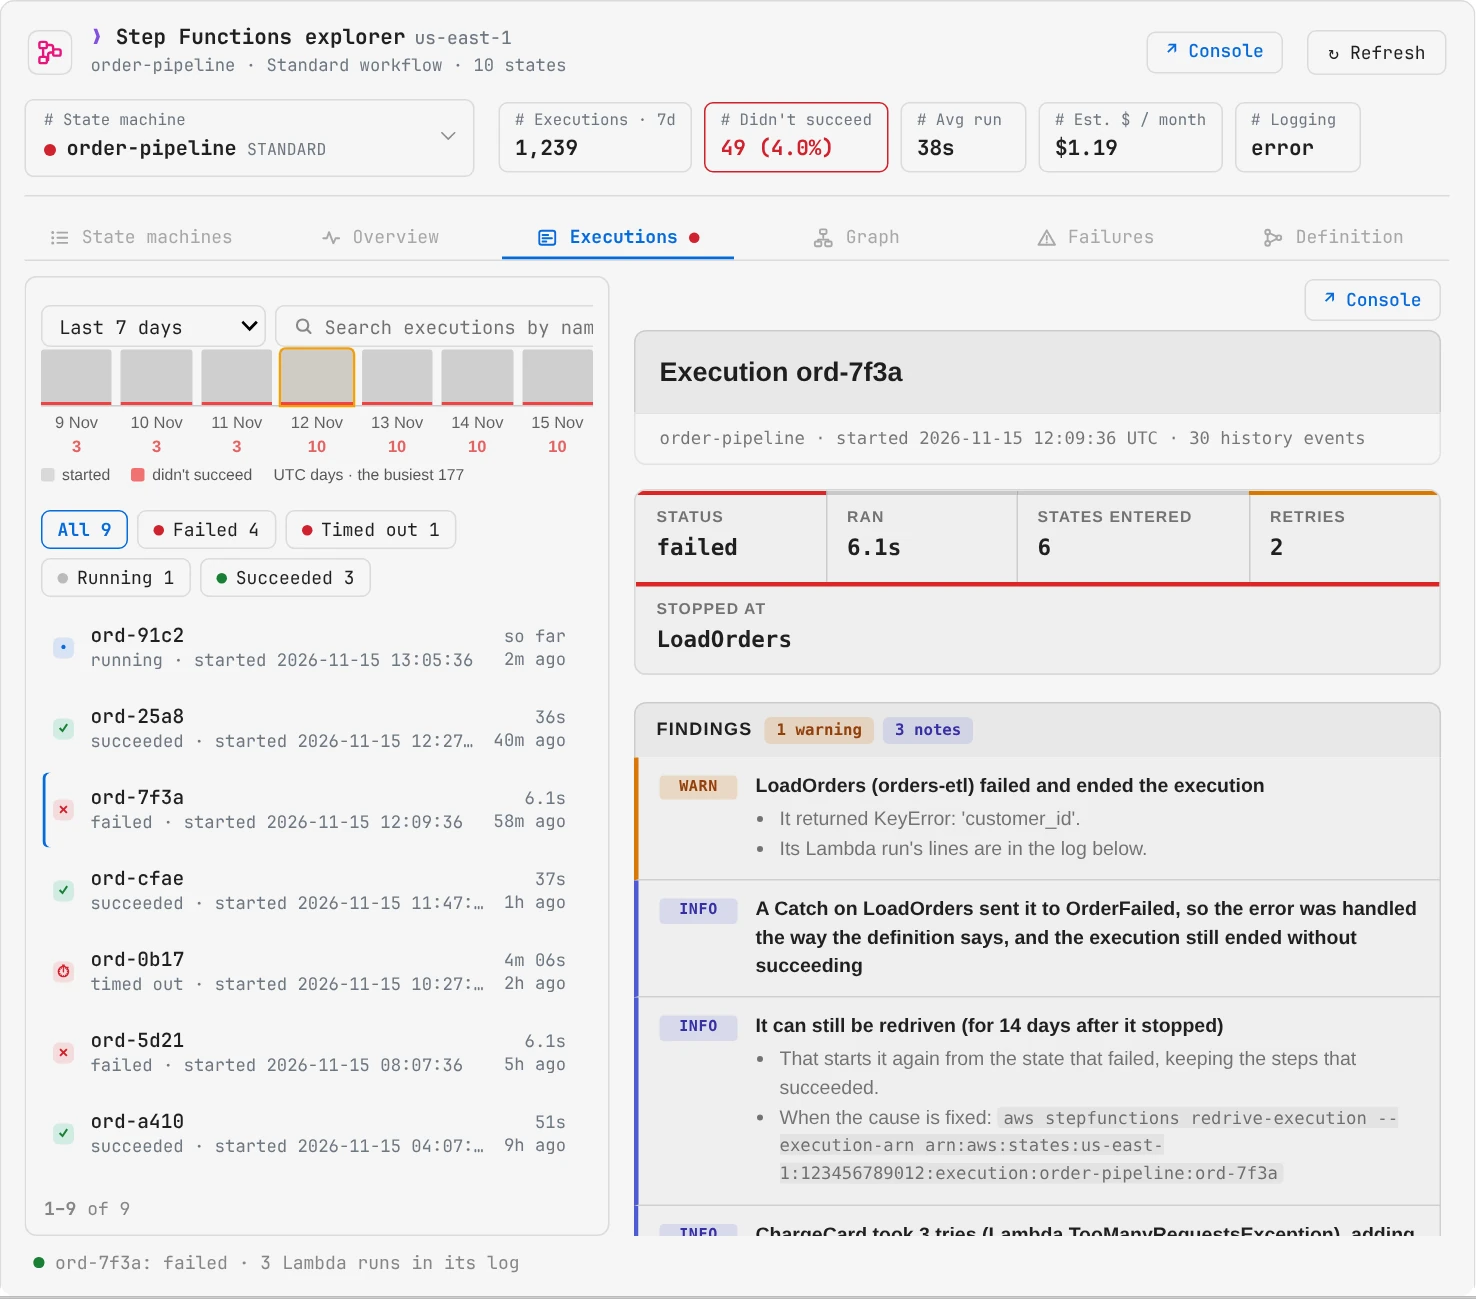 Step Functions explorer us-east-1
order-pipeline · Standard workflow · 10 states
↗ Console
↻ Refresh
# State machine
order-pipeline STANDARD
# Executions · 7d
1,239
# Didn't succeed
49 (4.0%)
# Avg run
38s
# Est. $ / month
$1.19
# Logging
error
State machines
Overview
Executions
Graph
Failures
Definition
Last 7 days
Search executions by nam
9 Nov 10 Nov 11 Nov 12 Nov 13 Nov 14 Nov 15 Nov
3 3 3 10 10 10 10
started didn't succeed UTC days · the busiest 177
All 9 Failed 4 Timed out 1
Running 1 Succeeded 3
ord-91c2 so far
running · started 2026-11-15 13:05:36 2m ago
ord-25a8 36s
succeeded · started 2026-11-15 12:27… 40m ago
ord-7f3a 6.1s
failed · started 2026-11-15 12:09:36 58m ago
ord-cfae 37s
succeeded · started 2026-11-15 11:47:… 1h ago
ord-0b17 4m 06s
timed out · started 2026-11-15 10:27:… 2h ago
ord-5d21 6.1s
failed · started 2026-11-15 08:07:36 5h ago
ord-a410 51s
succeeded · started 2026-11-15 04:07:… 9h ago
1–9 of 9
↗ Console
Execution ord-7f3a
order-pipeline · started 2026-11-15 12:09:36 UTC · 30 history events
STATUS
failed
RAN
6.1s
STATES ENTERED
6
RETRIES
2
STOPPED AT
LoadOrders
FINDINGS 1 warning 3 notes
WARN LoadOrders (orders-etl) failed and ended the execution
• It returned KeyError: 'customer_id'.
• Its Lambda run's lines are in the log below.
INFO A Catch on LoadOrders sent it to OrderFailed, so the error was handled
the way the definition says, and the execution still ended without
succeeding
INFO It can still be redriven (for 14 days after it stopped)
• That starts it again from the state that failed, keeping the steps that
succeeded.
• When the cause is fixed: aws stepfunctions redrive-execution --
execution-arn arn:aws:states:us-east-
1:123456789012:execution:order-pipeline:ord-7f3a
INFO ChargeCard took 3 tries (Lambda.TooManyRequestsException), adding
ord-7f3a: failed · 3 Lambda runs in its log